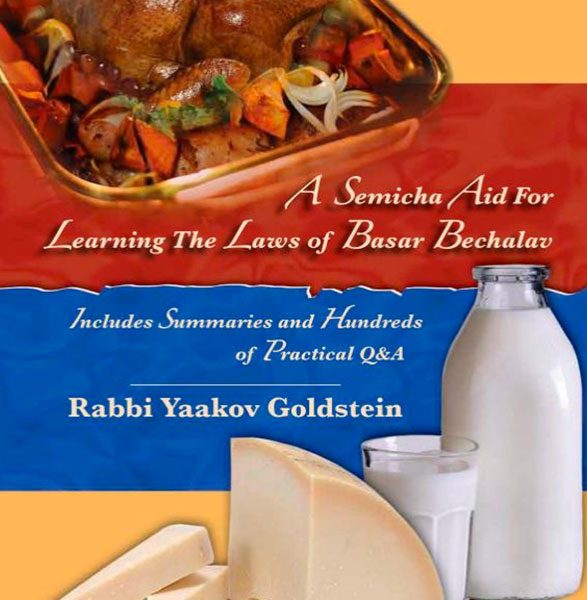 A Semicha Aid For
Learning The Laws of Basar Bechalav
Includes Summaries and Hundreds
of Practical Q&A
Rabbi Yaakov Goldstein